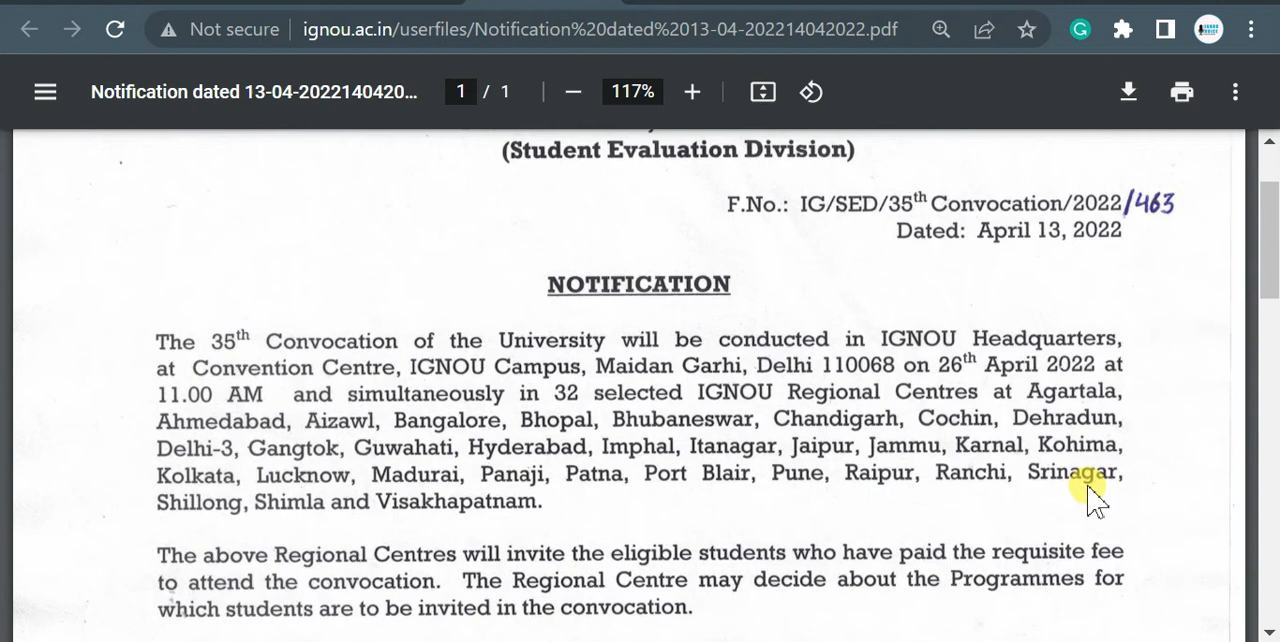 Not secure ignou.ac.in/userfiles/Notification%20dated%2013-04-202214042022.pdf
Notification dated 13-04-2022140420... 1 / 1 117%
(Student Evaluation Division)
F.No.: IG/SED/35th Convocation/2022/463
Dated: April 13, 2022
NOTIFICATION
The 35th Convocation of the University will be conducted in IGNOU Headquarters,
at Convention Centre, IGNOU Campus, Maidan Garhi, Delhi 110068 on 26th April 2022 at
11.00 AM and simultaneously in 32 selected IGNOU Regional Centres at Agartala,
Ahmedabad, Aizawl, Bangalore, Bhopal, Bhubaneswar, Chandigarh, Cochin, Dehradun,
Delhi-3, Gangtok, Guwahati, Hyderabad, Imphal, Itanagar, Jaipur, Jammu, Karnal, Kohima,
Kolkata, Lucknow, Madurai, Panaji, Patna, Port Blair, Pune, Raipur, Ranchi, Srinagar,
Shillong, Shimla and Visakhapatnam.
The above Regional Centres will invite the eligible students who have paid the requisite fee
to attend the convocation. The Regional Centre may decide about the Programmes for
which students are to be invited in the convocation.